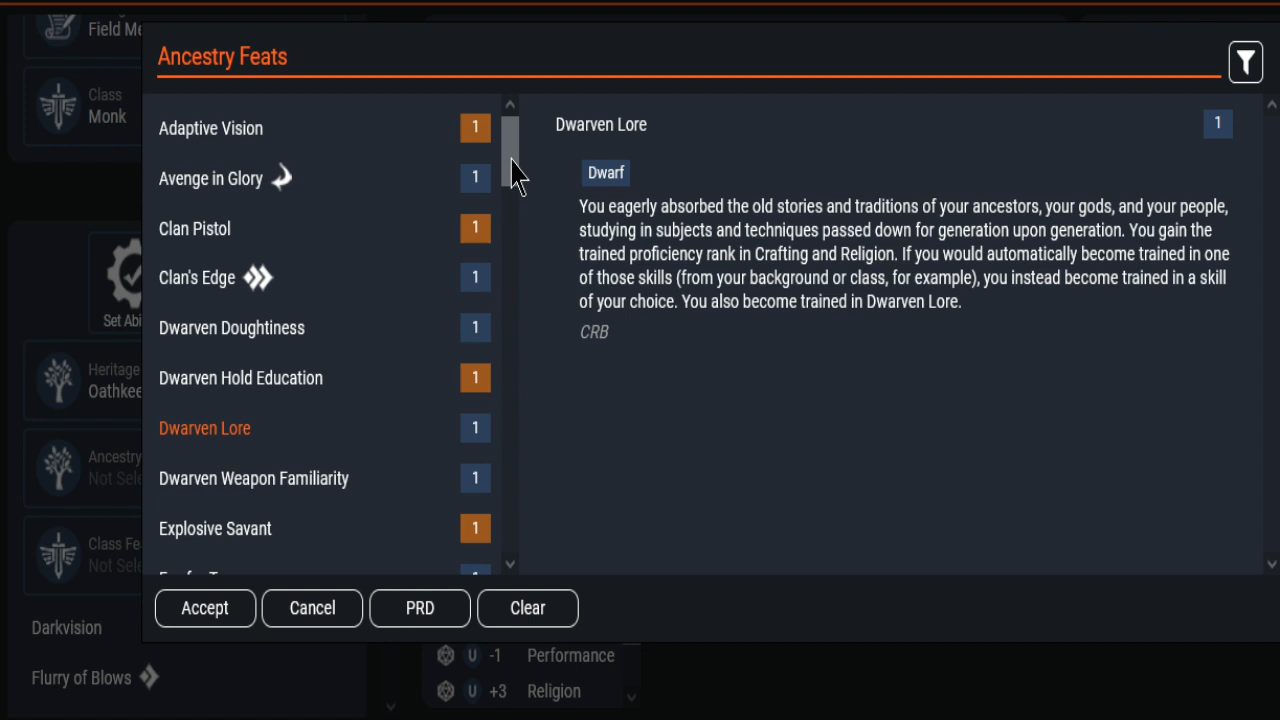 Field Me
Class
Monk
Ancestry Feats
Adaptive Vision 1
Avenge in Glory 1
Clan Pistol 1
Clan's Edge 1
Dwarven Doughtiness 1
Dwarven Hold Education 1
Dwarven Lore 1
Dwarven Weapon Familiarity 1
Explosive Savant 1
Dwarven Lore 1
Dwarf
You eagerly absorbed the old stories and traditions of your ancestors, your gods, and your people,
studying in subjects and techniques passed down for generation upon generation. You gain the
trained proficiency rank in Crafting and Religion. If you would automatically become trained in one
of those skills (from your background or class, for example), you instead become trained in a skill
of your choice. You also become trained in Dwarven Lore.
CRB
Set Abi
Heritage
Oathkee
Ancestry
Not Sele
Class Fe
Not Sele
Accept Cancel PRD Clear
Darkvision
Flurry of Blows
U -1 Performance
U +3 Religion